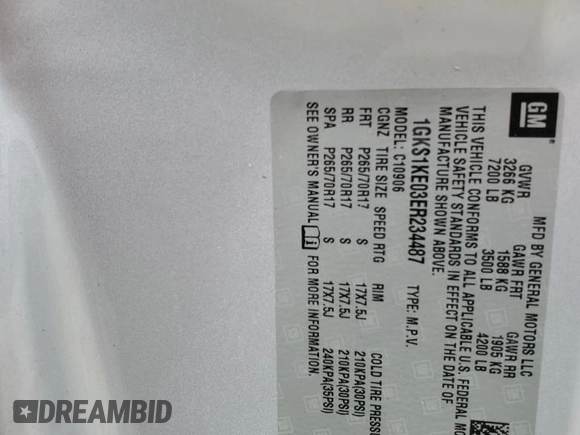 GM
MFD BY GENERAL MOTORS LLC
GVWR GAWR FRT GAWR RR
3266 KG 1588 KG 1905 KG
7200 LB 3500 LB 4200 LB
THIS VEHICLE CONFORMS TO ALL APPLICABLE U.S. FEDERAL
VEHICLE SAFETY STANDARDS IN EFFECT ON THE DATE OF
MANUFACTURE SHOWN ABOVE.
1GKS1KE03ER234487 TYPE: M.P.V.
MODEL: C10906
CGNZ TIRE SIZE SPEED RTG RIM COLD TIRE PRESSU
FRT P265/70R17 S 17X7.5J 210KPA(30PSI)
RR P265/70R17 S 17X7.5J 210KPA(30PSI)
SPA P265/70R17 S 17X7.5J 240KPA(35PSI)
SEE OWNER'S MANUAL FOR MORE INFORMATION.
DREAMBID